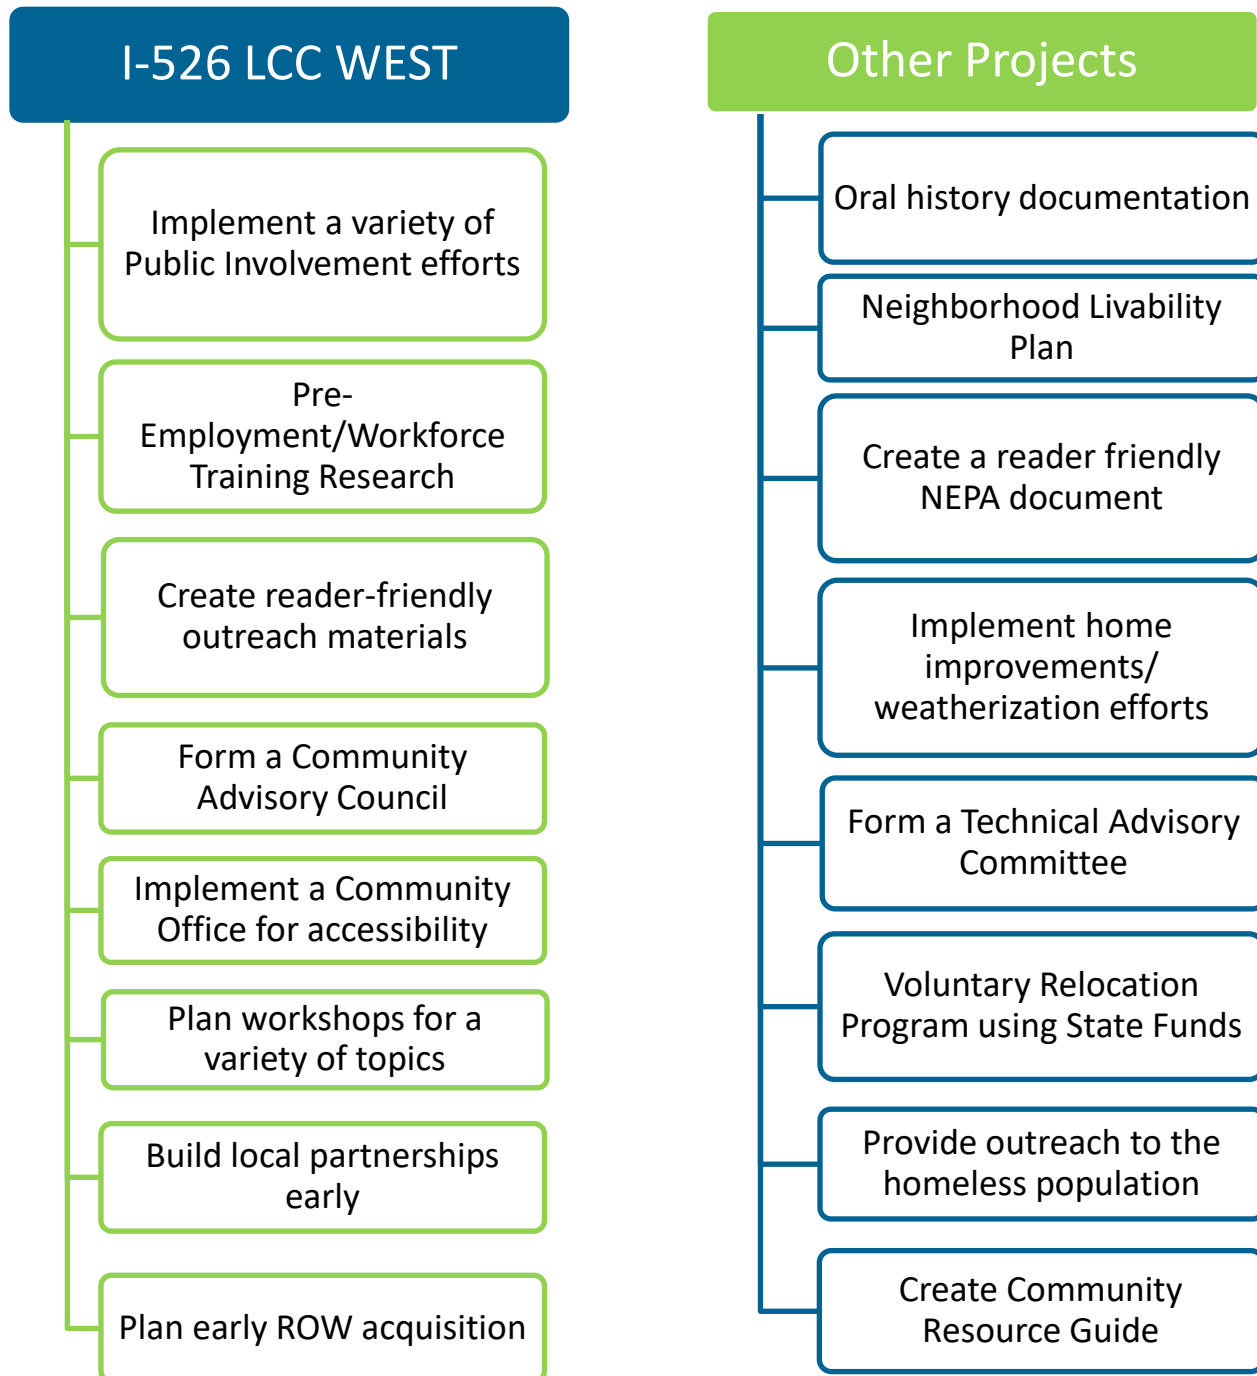 I-526 LCC WEST
Implement a variety of
Public Involvement efforts
Pre-
Employment/Workforce
Training Research
Create reader-friendly
outreach materials
Form a Community
Advisory Council
Implement a Community
Office for accessibility
Plan workshops for a
variety of topics
Build local partnerships
early
Plan early ROW acquisition
Other Projects
Oral history documentation
Neighborhood Livability
Plan
Create a reader friendly
NEPA document
Implement home
improvements/
weatherization efforts
Form a Technical Advisory
Committee
Voluntary Relocation
Program using State Funds
Provide outreach to the
homeless population
Create Community
Resource Guide